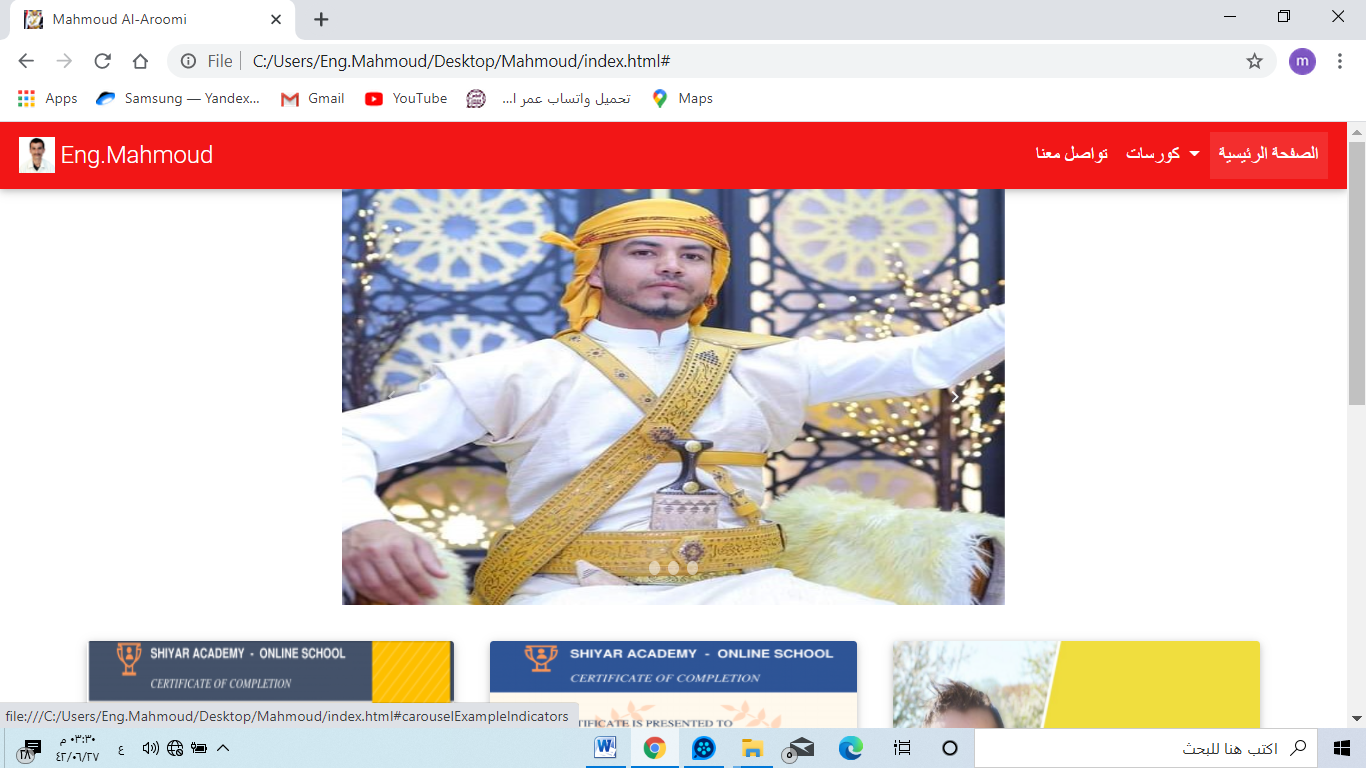 Mahmoud Al-Aroomi
File
C:/Users/Eng.Mahmoud/Desktop/Mahmoud/index.html#
m
Apps
Samsung — Yandex...
Gmail
YouTube
تحميل واتساب عمر ا...
Maps
Eng.Mahmoud
الصفحة الرئيسية
كورسات
تواصل معنا
SHIYAR ACADEMY - ONLINE SCHOOL
CERTIFICATE OF COMPLETION
SHIYAR ACADEMY - ONLINE SCHOOL
CERTIFICATE OF COMPLETION
TIFICATE IS PRESENTED TO
file:///C:/Users/Eng.Mahmoud/Desktop/Mahmoud/index.html#carouselExampleIndicators
اكتب هنا للبحث
٥
ع
٠٣:٣٠ م
٤٢/٠٦/٢٧
١٨